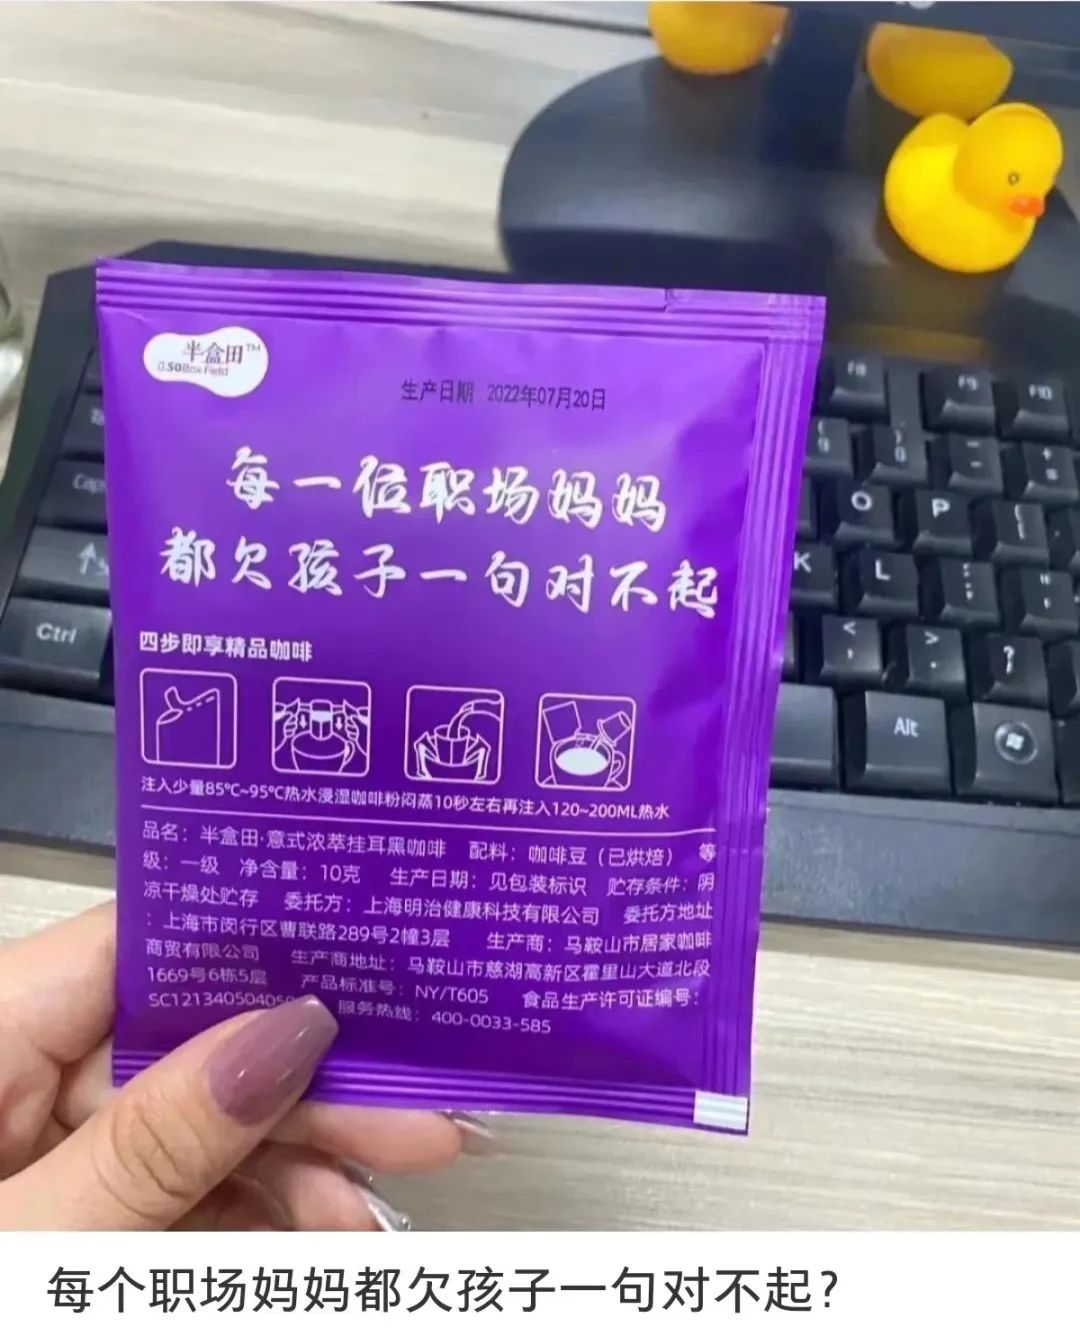 半盒田™
0.50Box Field
生产日期 2022年07月20日
每一位职场妈妈
都欠孩子一句对不起
四步即享精品咖啡
注入少量85℃~95℃热水浸湿咖啡粉闷蒸10秒左右再注入120~200ML热水
品名：半盒田·意式浓萃挂耳黑咖啡 配料：咖啡豆（已烘焙） 等
级：一级 净含量：10克 生产日期：见包装标识 贮存条件：阴
凉干燥处贮存 委托方：上海明治健康科技有限公司 委托方地址
：上海市闵行区曹联路289号2幢3层 生产商：马鞍山市居家咖啡
商贸有限公司 生产商地址：马鞍山市慈湖高新区霍里山大道北段
1669号6栋5层 产品标准号：NY/T605 食品生产许可证编号：
SC121340504050 服务热线：400-0033-585
F8
F9
F10
Ctrl
O
P
K
L
Alt
每个职场妈妈都欠孩子一句对不起?